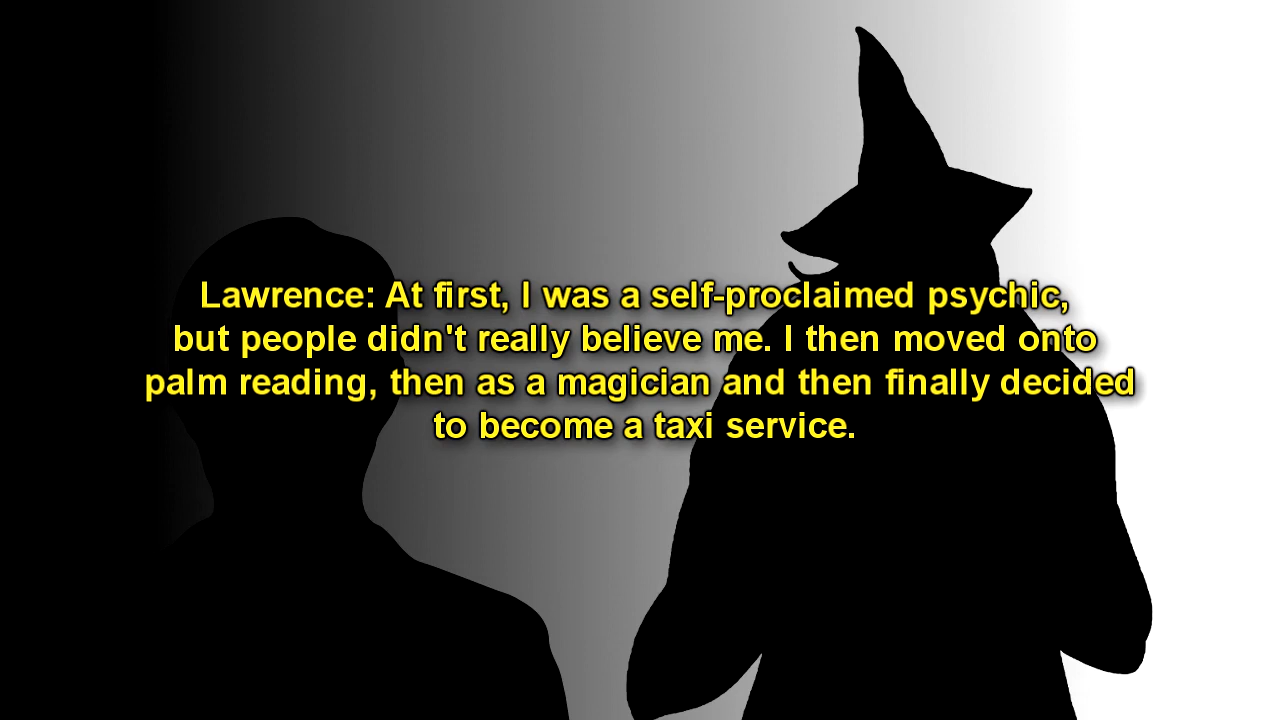 Lawrence: At first, I was a self-proclaimed psychic,
but people didn't really believe me. I then moved onto
palm reading, then as a magician and then finally decided
to become a taxi service.